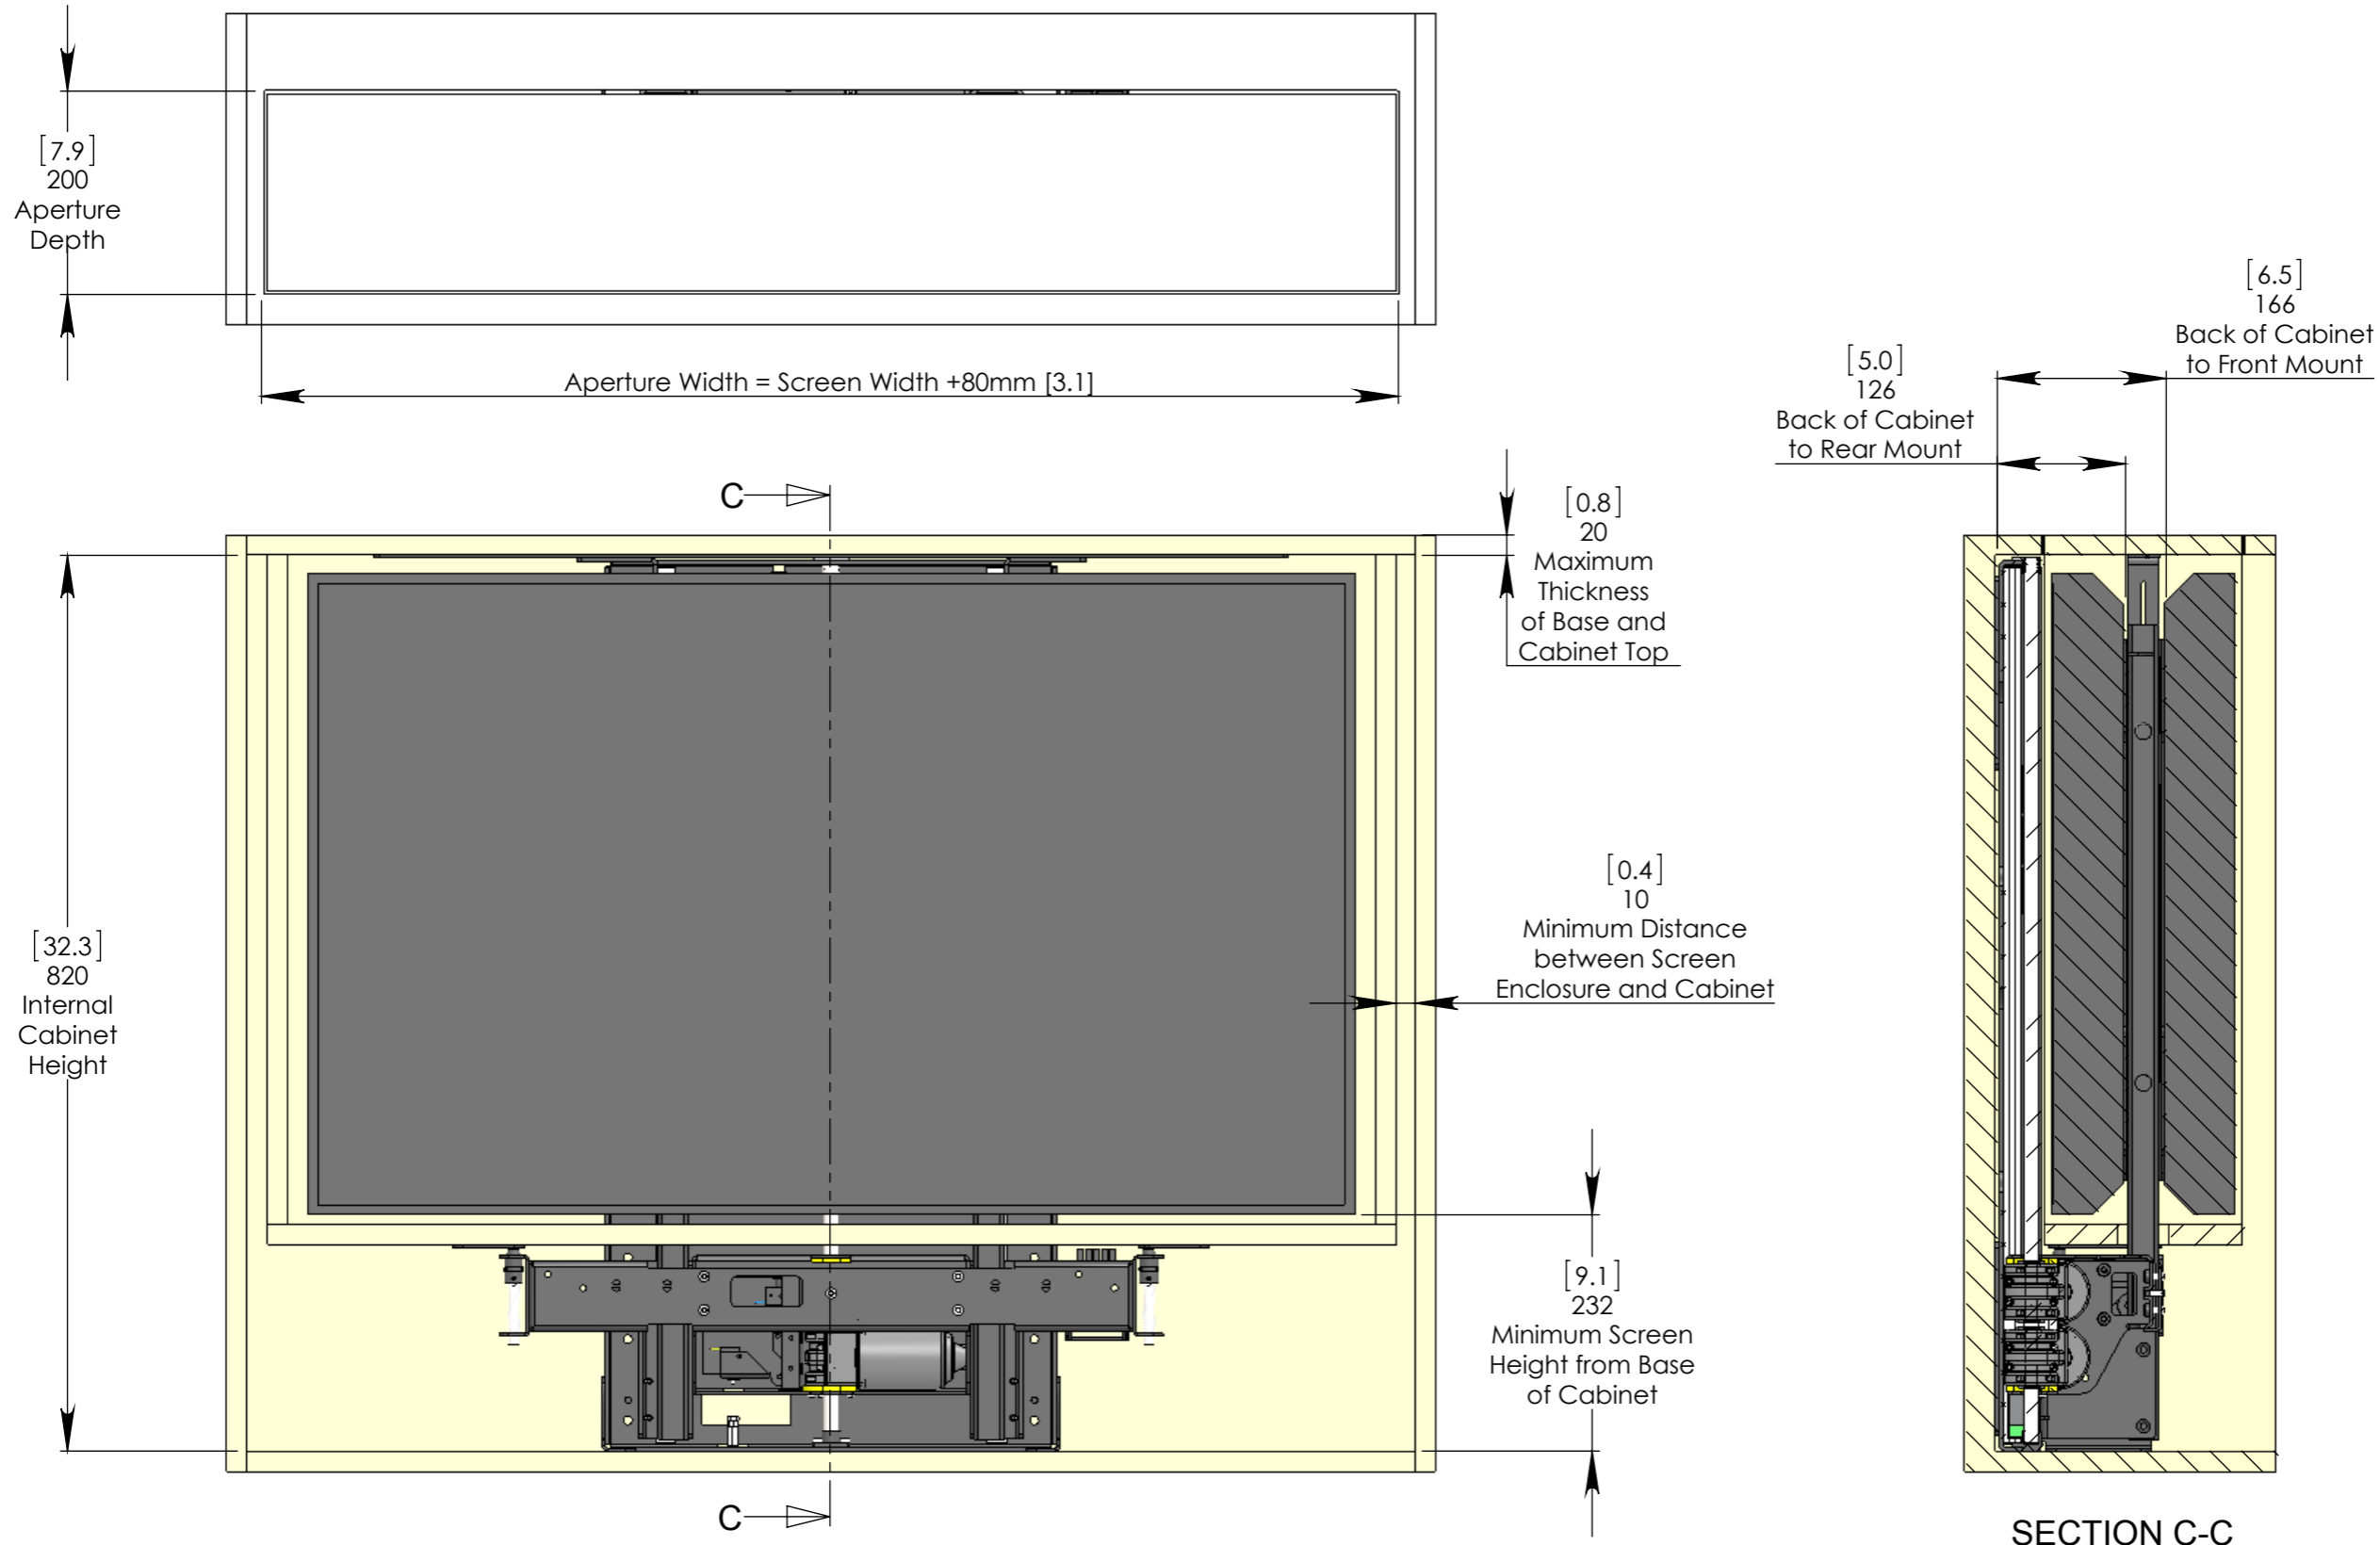 [7.9]
200
Aperture
Depth
Aperture Width = Screen Width +80mm [3.1]
[6.5]
166
Back of Cabinet
to Front Mount
[5.0]
126
Back of Cabinet
to Rear Mount
C
[0.8]
20
Maximum
Thickness
of Base and
Cabinet Top
[32.3]
820
Internal
Cabinet
Height
[0.4]
10
Minimum Distance
between Screen
Enclosure and Cabinet
[9.1]
232
Minimum Screen
Height from Base
of Cabinet
C
SECTION C-C